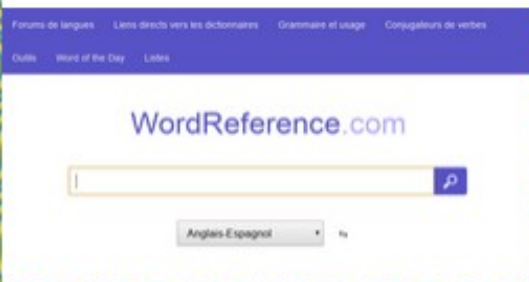 Forums de langues Liens directs vers les dictionnaires Grammaire et usage Conjugateurs de verbes
Outils Word of the Day Listes
WordReference.com
Anglais-Espagnol